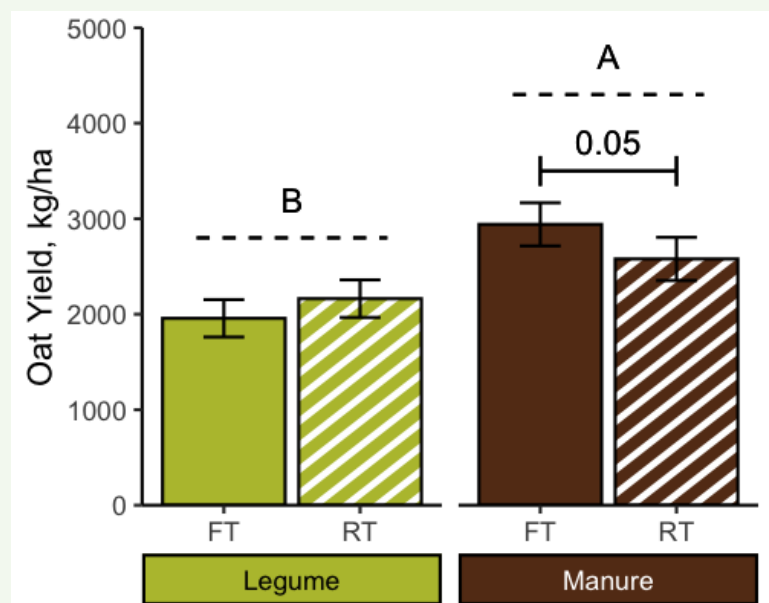 Oat Yield, kg/ha
5000
4000
3000
2000
1000
0
B
A
0.05
FT
RT
FT
RT
Legume
Manure